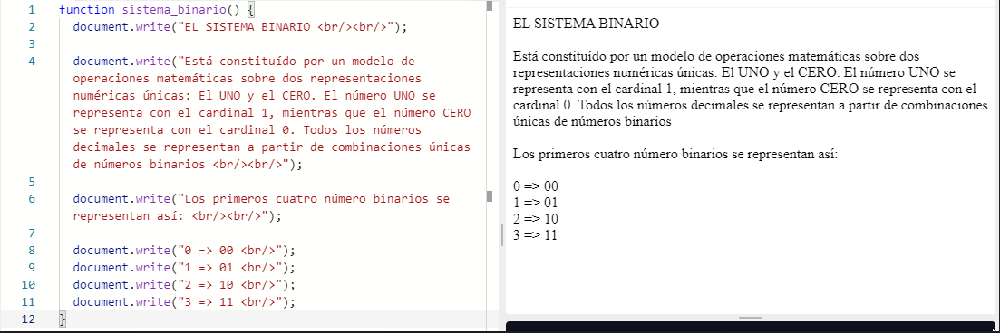 1 function sistema_binario() {
2 document.write("EL SISTEMA BINARIO <br/><br/>");
3
4 document.write("Está constituído por un modelo de
operaciones matemáticas sobre dos representaciones
numéricas únicas: El UNO y el CERO. El número UNO se
representa con el cardinal 1, mientras que el número CERO
se representa con el cardinal 0. Todos los números
decimales se representan a partir de combinaciones únicas
de números binarios <br/><br/>");
5
6 document.write("Los primeros cuatro número binarios se
representan así: <br/><br/>");
7
8 document.write("0 => 00 <br/>");
9 document.write("1 => 01 <br/>");
10 document.write("2 => 10 <br/>");
11 document.write("3 => 11 <br/>");
12 }
EL SISTEMA BINARIO
Está constituído por un modelo de operaciones matemáticas sobre dos
representaciones numéricas únicas: El UNO y el CERO. El número UNO se
representa con el cardinal 1, mientras que el número CERO se representa con el
cardinal 0. Todos los números decimales se representan a partir de combinaciones
únicas de números binarios
Los primeros cuatro número binarios se representan así:
0 => 00
1 => 01
2 => 10
3 => 11